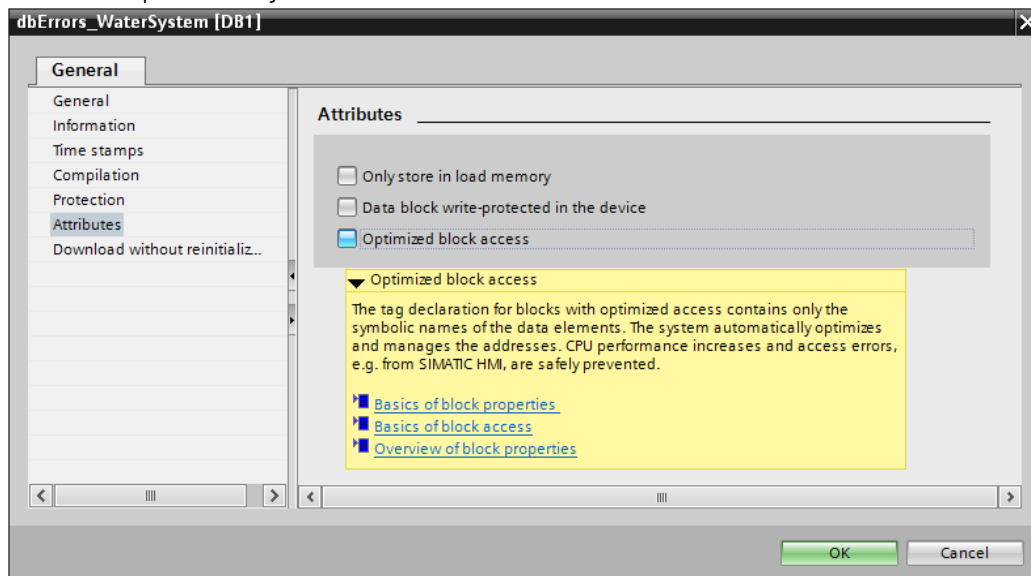 dbErrors_WaterSystem [DB1]
General
General
Information
Time stamps
Compilation
Protection
Attributes
Download without reinitializ...
Attributes
Only store in load memory
Data block write-protected in the device
Optimized block access
Optimized block access
The tag declaration for blocks with optimized access contains only the
symbolic names of the data elements. The system automatically optimizes
and manages the addresses. CPU performance increases and access errors,
e.g. from SIMATIC HMI, are safely prevented.
Basics of block properties
Basics of block access
Overview of block properties
OK
Cancel